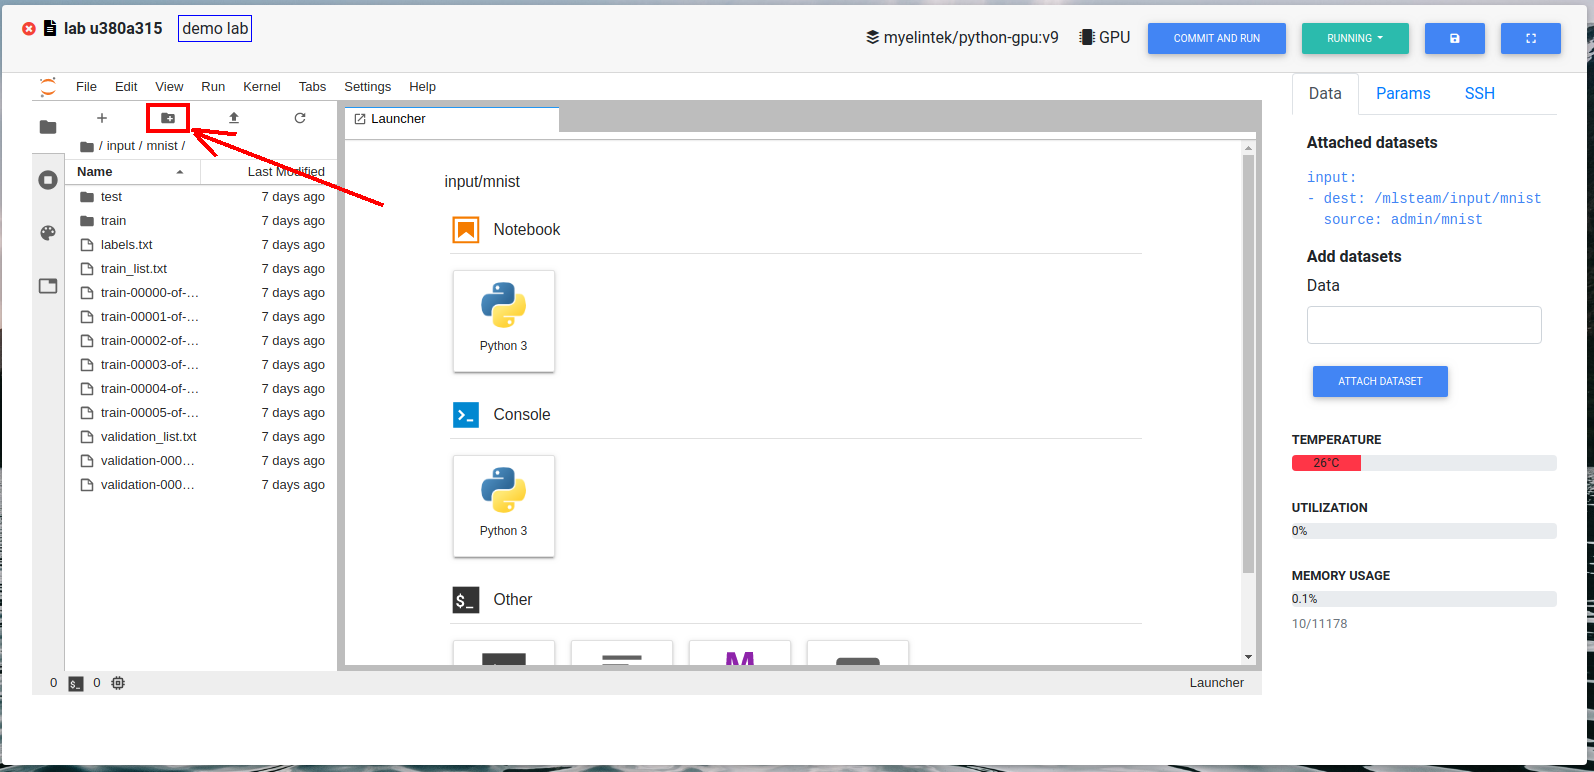 lab u380a315 demo lab
myelintek/python-gpu:v9 GPU COMMIT AND RUN RUNNING
File Edit View Run Kernel Tabs Settings Help
/ input / mnist /
Name Last Modified
test 7 days ago
train 7 days ago
labels.txt 7 days ago
train_list.txt 7 days ago
train-00000-of-… 7 days ago
train-00001-of-… 7 days ago
train-00002-of-… 7 days ago
train-00003-of-… 7 days ago
train-00004-of-… 7 days ago
train-00005-of-… 7 days ago
validation_list.txt 7 days ago
validation-000… 7 days ago
validation-000… 7 days ago
Launcher
input/mnist
Notebook
Python 3
>_ Console
Python 3
$_ Other
M
0 $_ 0
Launcher
Data Params SSH
Attached datasets
input:
- dest: /mlsteam/input/mnist
source: admin/mnist
Add datasets
Data
ATTACH DATASET
TEMPERATURE
26°C
UTILIZATION
0%
MEMORY USAGE
0.1%
10/11178